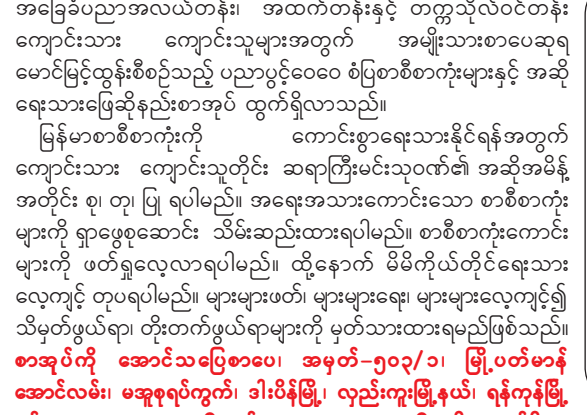 အခြေခံပညာအလယ်တန်း၊ အထက်တန်းနှင့် တက္ကသိုလ်ဝင်တန်း
ကျောင်းသား ကျောင်းသူများအတွက် အမျိုးသားစာပေဆုရ
မောင်မြင့်ထွန်းစီစဉ်သည့် ပညာပွင့်ဝေဝေ စံပြစာစီစာကုံးများနှင့် အဆို
ရေးသားဖြေဆိုနည်းစာအုပ် ထွက်ရှိလာသည်။
မြန်မာစာစီစာကုံးကို ကောင်းစွာရေးသားနိုင်ရန်အတွက်
ကျောင်းသား ကျောင်းသူတိုင်း ဆရာကြီးမင်းသုဝဏ်၏ အဆိုအမိန့်
အတိုင်း စု၊ တု၊ ပြု ရပါမည်။ အရေးအသားကောင်းသော စာစီစာကုံး
များကို ရှာဖွေစုဆောင်း သိမ်းဆည်းထားရပါမည်။ စာစီစာကုံးကောင်း
များကို ဖတ်ရှုလေ့လာရပါမည်။ ထို့နောက် မိမိကိုယ်တိုင်ရေးသား
လေ့ကျင့် တုပရပါမည်။ များများဖတ်၊ များများရေး၊ များများလေ့ကျင့်၍
သိမှတ်ဖွယ်ရာ၊ တိုးတက်ဖွယ်ရာများကို မှတ်သားထားရမည်ဖြစ်သည်။
စာအုပ်ကို အောင်သပြေစာပေ၊ အမှတ်−၅၀၃/၁၊ မြို့ပတ်မာန်
အောင်လမ်း၊ မအူစုရပ်ကွက်၊ ဒါးပိန်မြို့၊ လှည်းကူးမြို့နယ်၊ ရန်ကုန်မြို့